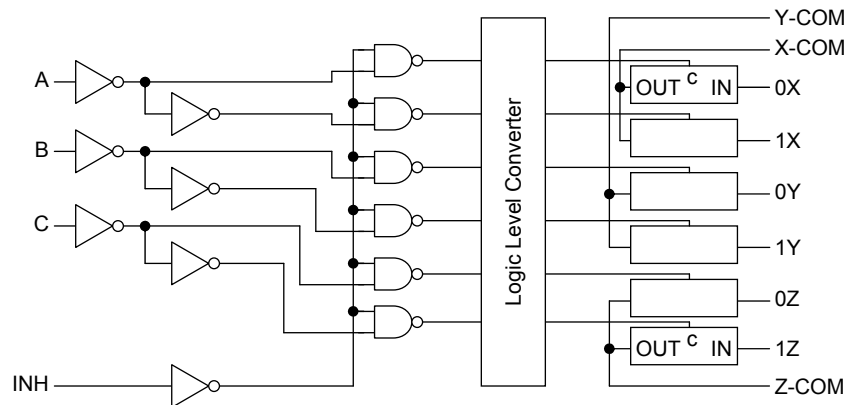 Y-COM
X-COM
A
OUT c IN
0X
1X
B
Logic Level Converter
0Y
C
1Y
0Z
OUT c IN
1Z
INH
Z-COM